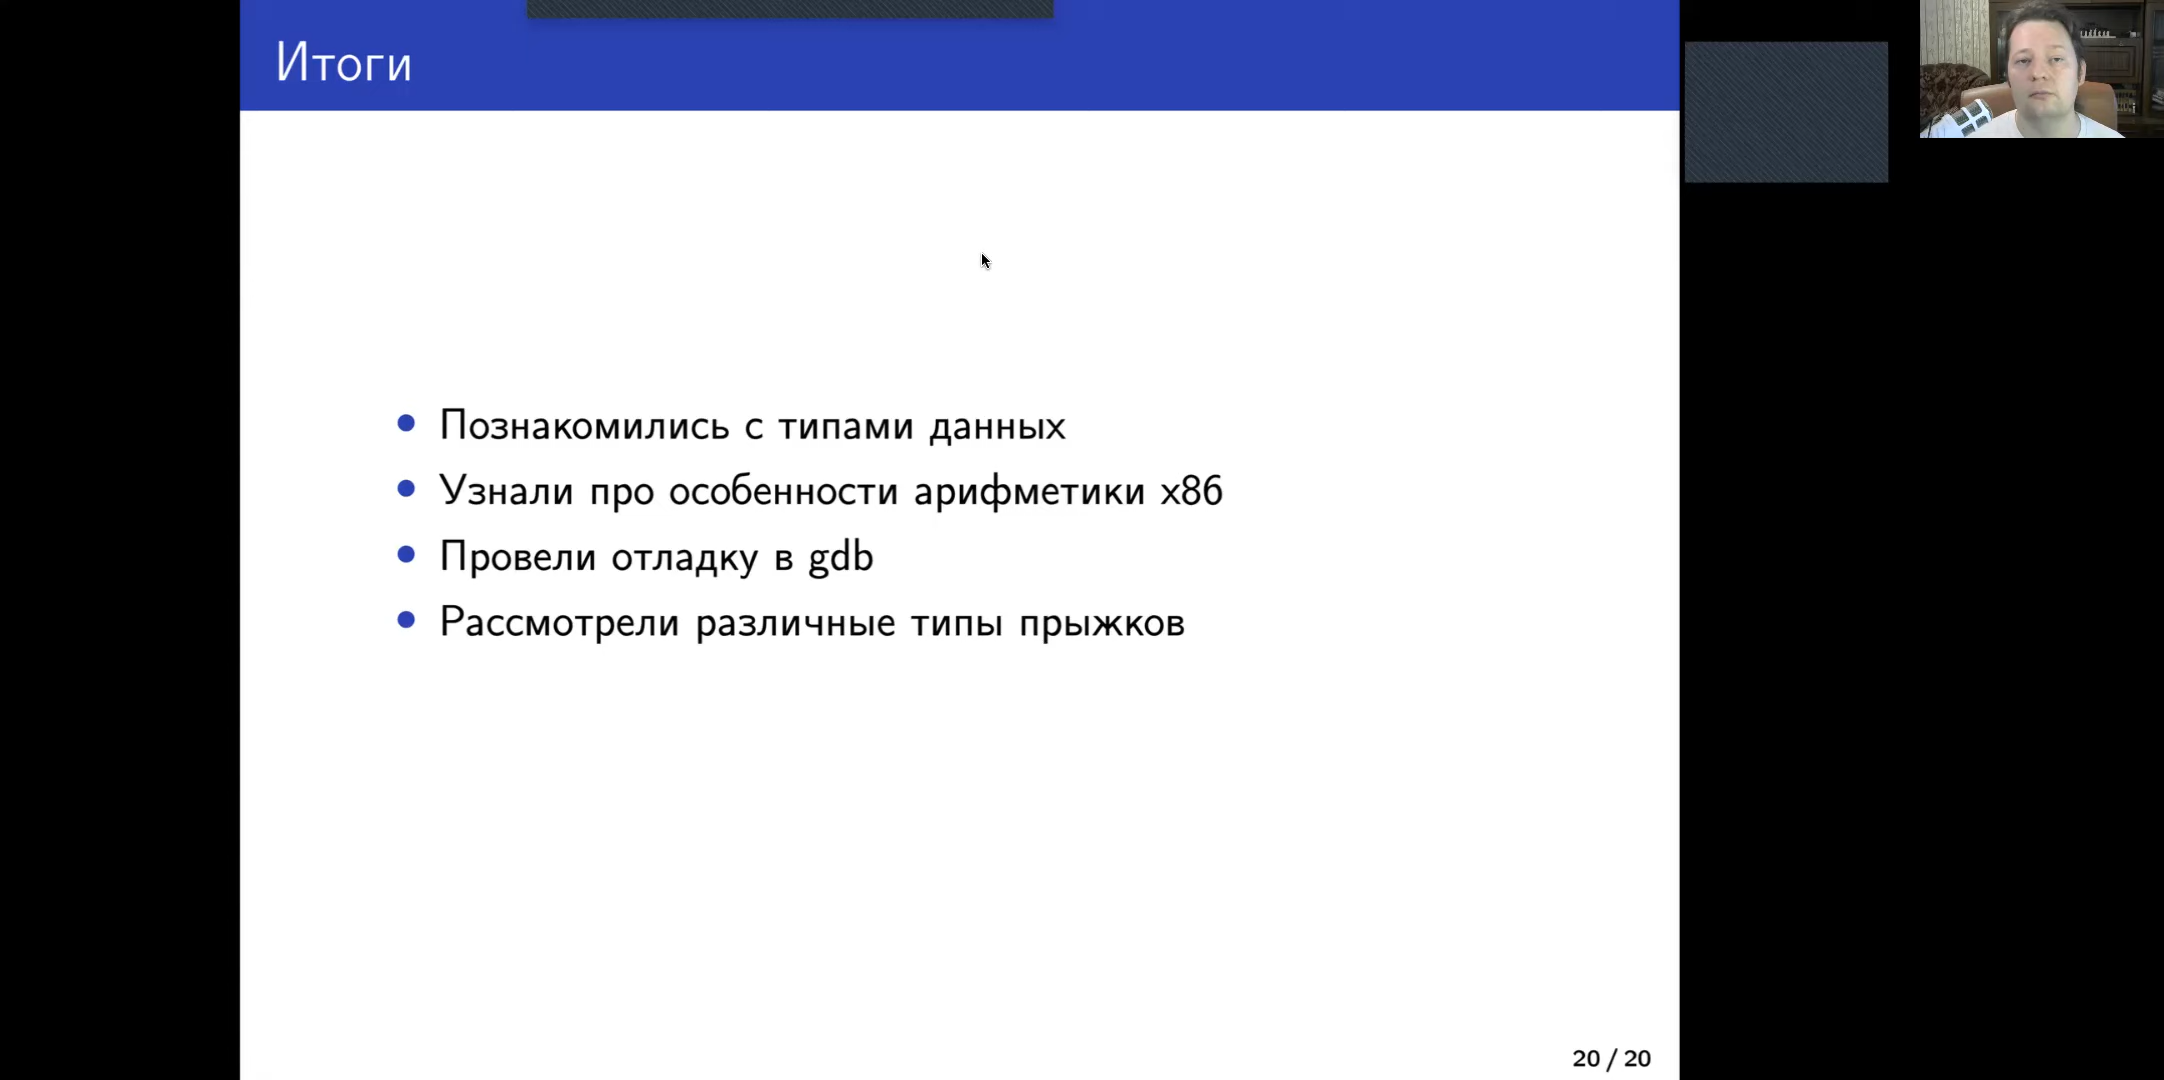 Итоги
Познакомились с типами данных
Узнали про особенности арифметики x86
Провели отладку в gdb
Рассмотрели различные типы прыжков
20 / 20